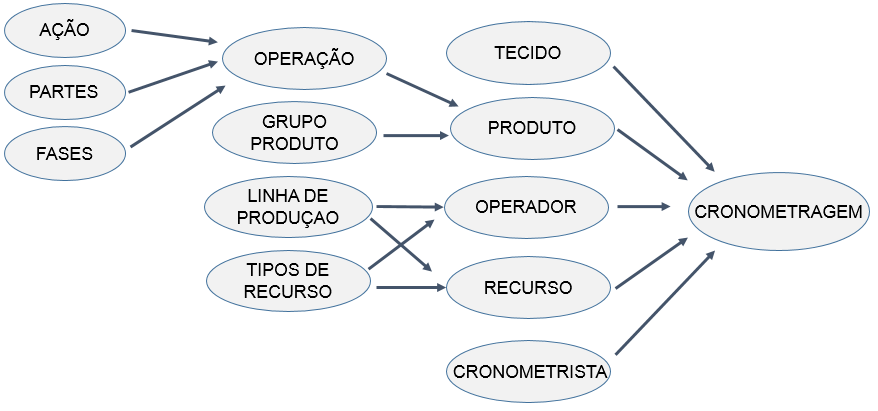 AÇÃO
PARTES
FASES
OPERAÇÃO
GRUPO
PRODUTO
LINHA DE
PRODUÇAO
TIPOS DE
RECURSO
TECIDO
PRODUTO
OPERADOR
RECURSO
CRONOMETRISTA
CRONOMETRAGEM